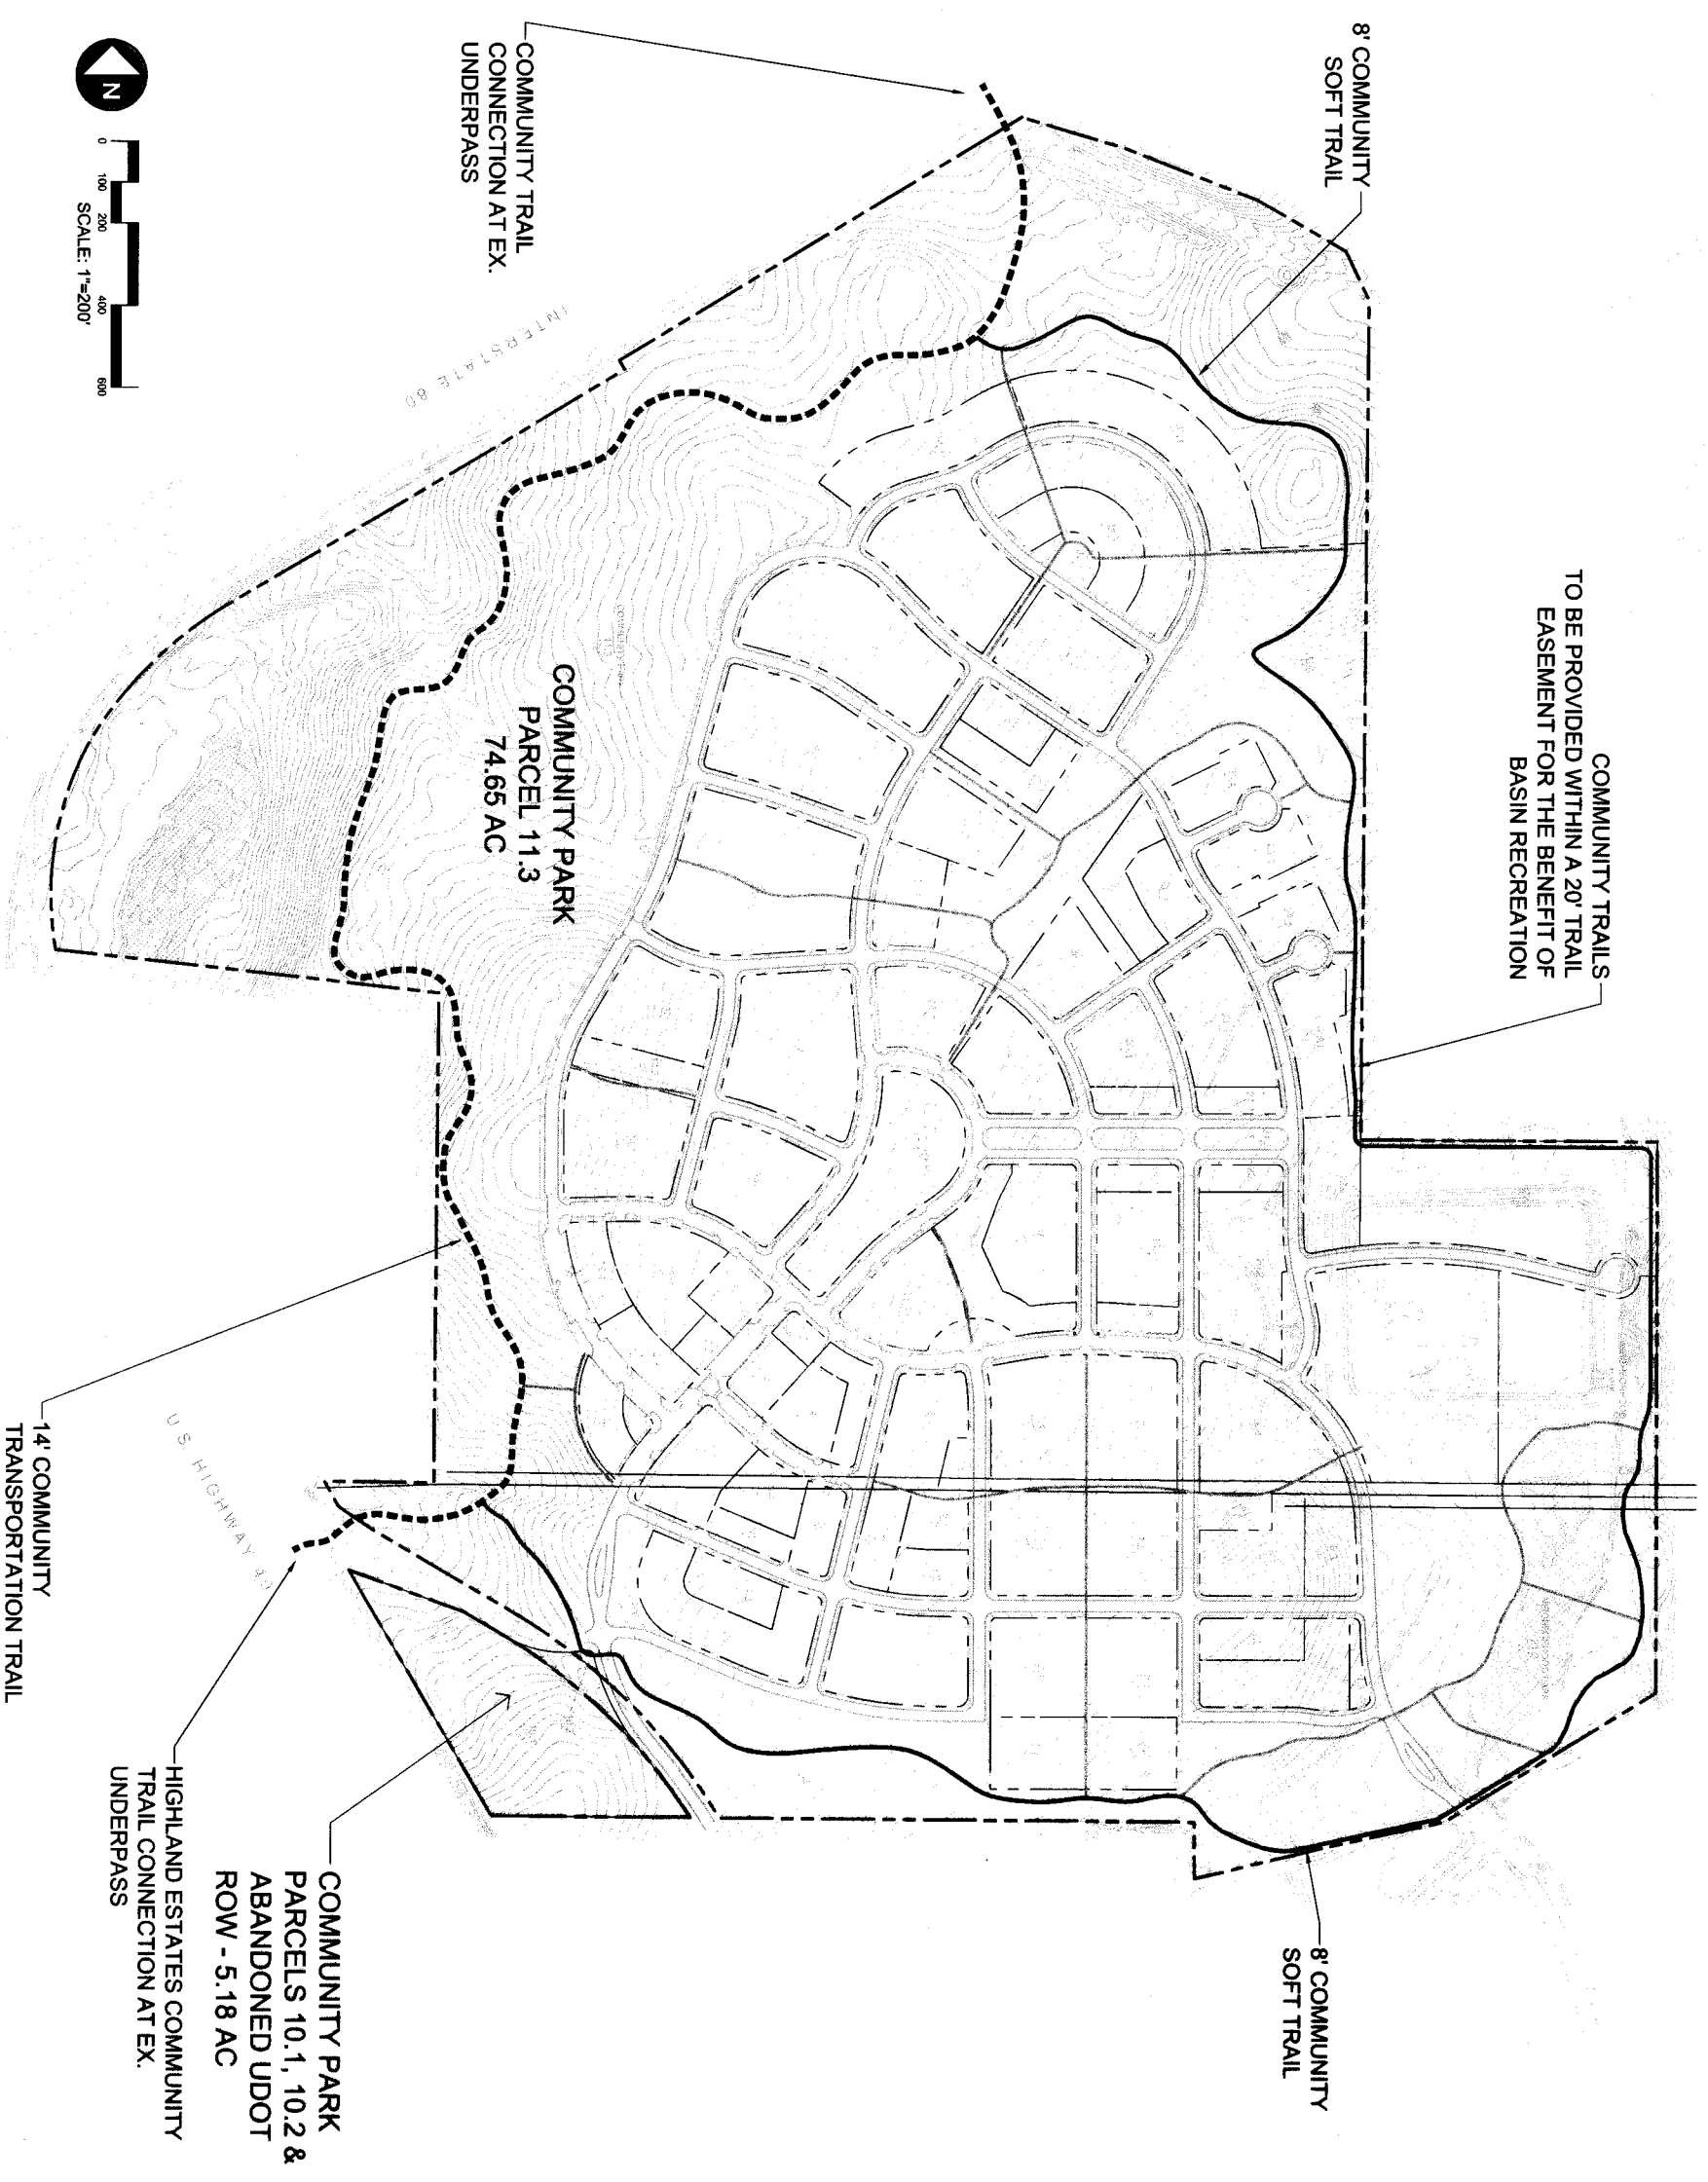 8' COMMUNITY
SOFT TRAIL
COMMUNITY TRAIL
CONNECTION AT EX.
UNDERPASS
N
0
100
200
400
600
SCALE: 1"=200'
INTERSTATE 80
COMMUNITY TRAILS
TO BE PROVIDED WITHIN A 20' TRAIL
EASEMENT FOR THE BENEFIT OF
BASIN RECREATION
COMMUNITY PARK
PARCEL 11.3
74.65 AC
14' COMMUNITY
TRANSPORTATION TRAIL
U S HIGHWAY 40
HIGHLAND ESTATES COMMUNITY
TRAIL CONNECTION AT EX.
UNDERPASS
COMMUNITY PARK
PARCELS 10.1, 10.2 &
ABANDONED UDOT
ROW - 5.18 AC
8' COMMUNITY
SOFT TRAIL